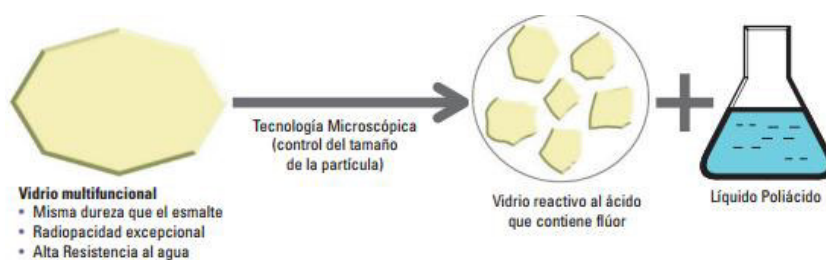 Tecnología Microscópica
(control del tamaño
de la partícula)
Vidrio multifuncional
• Misma dureza que el esmalte
• Radiopacidad excepcional
• Alta Resistencia al agua
Vidrio reactivo al ácido
que contiene flúor
Líquido Poliácido